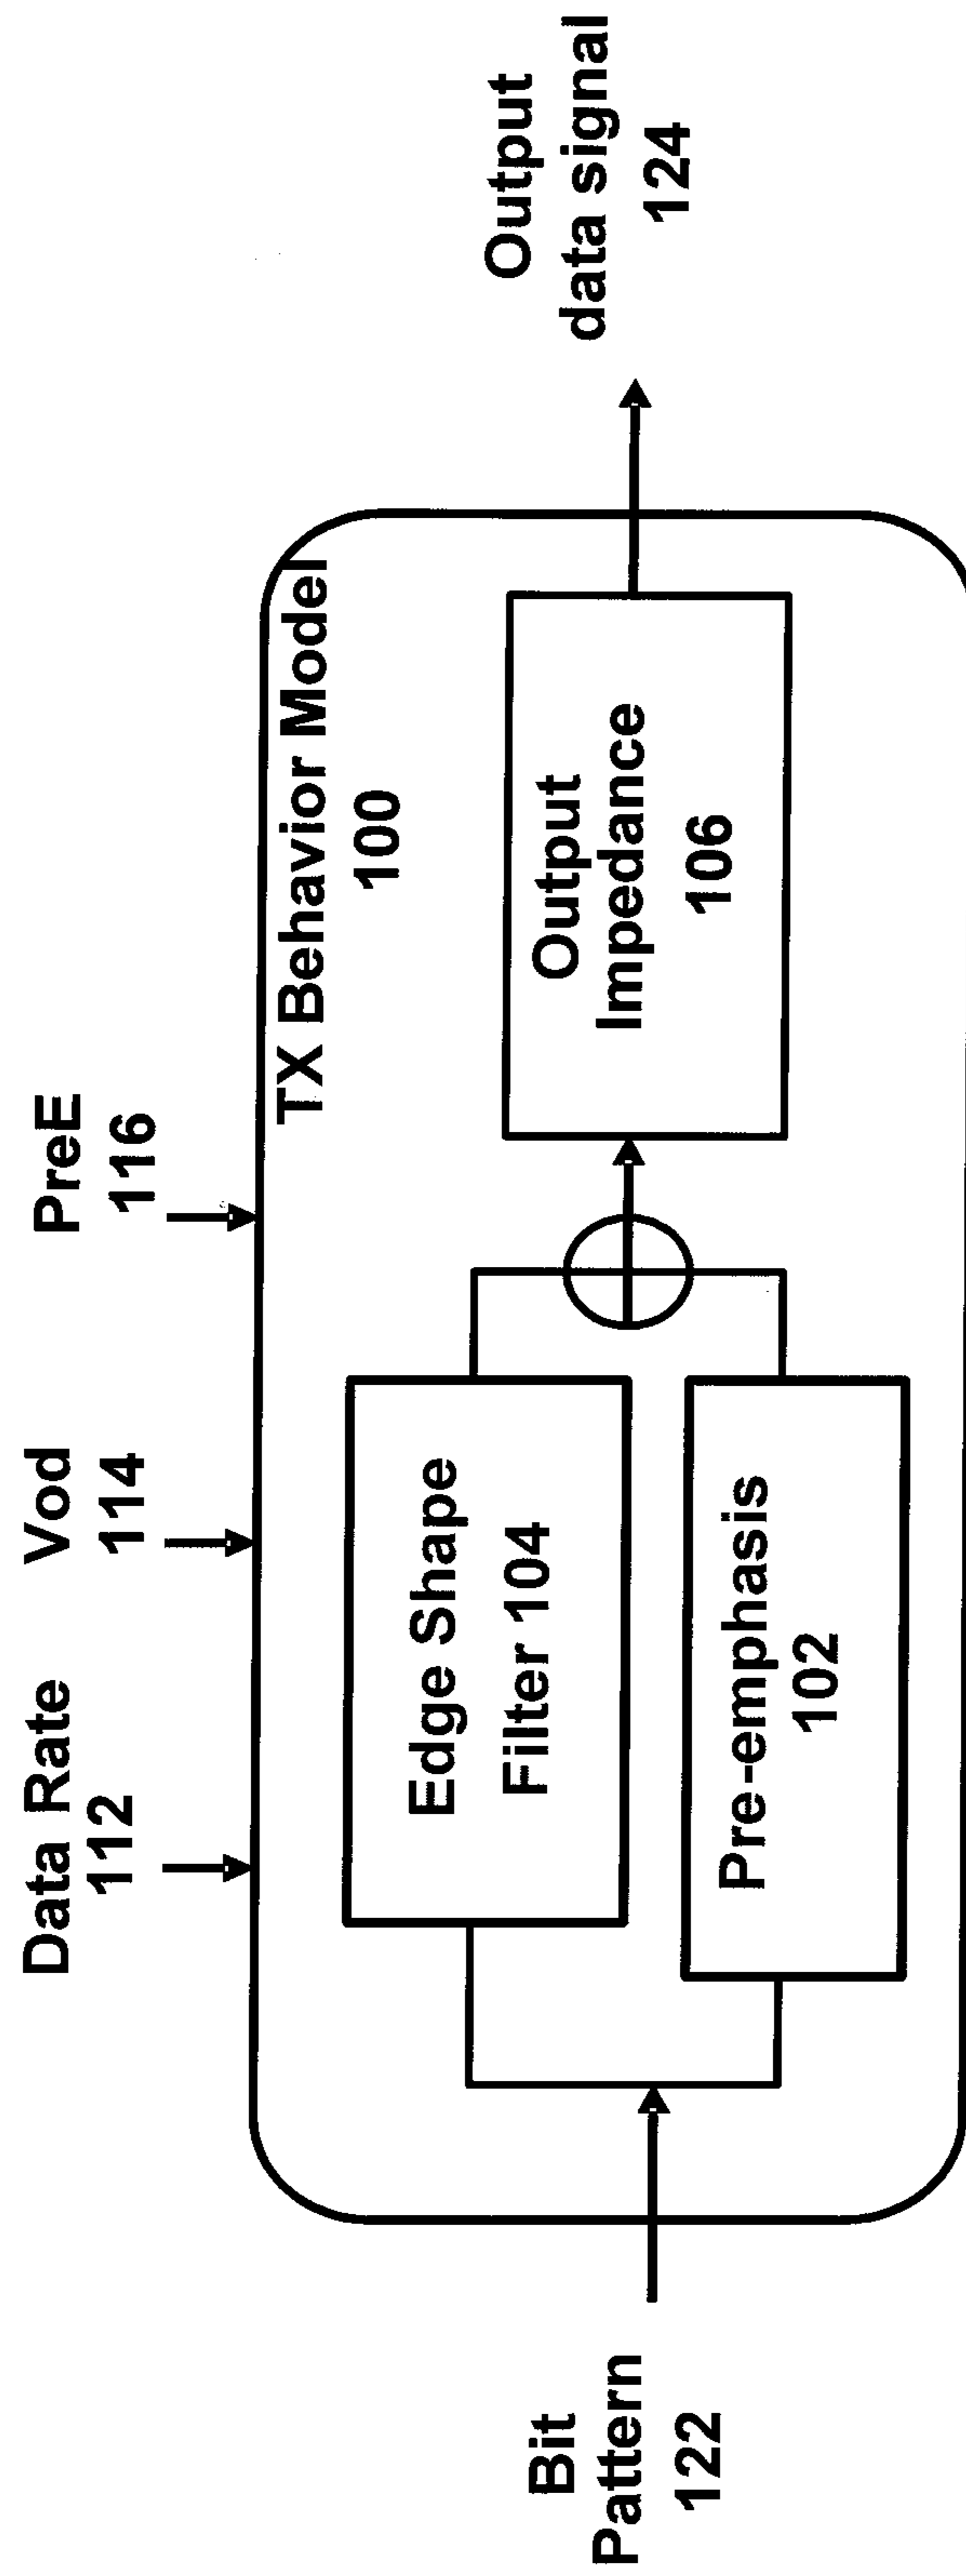 Data Rate
112
Vod
114
PreE
116
TX Behavior Model
100
Bit
Pattern
122
Edge Shape
Filter 104
Pre-emphasis
102
Output
Impedance
106
Output
data signal
124